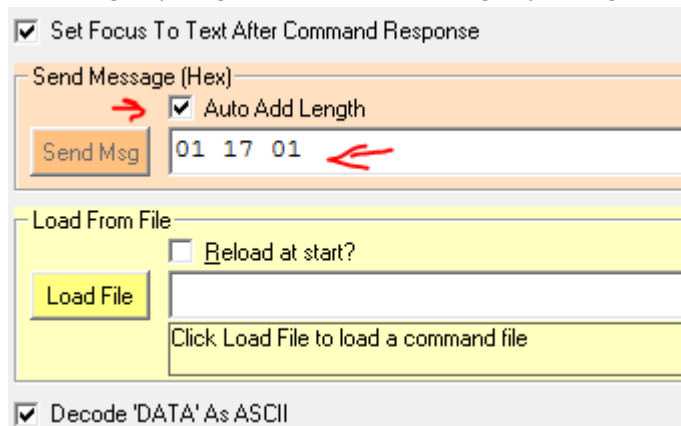 Set Focus To Text After Command Response
Send Message (Hex)
Auto Add Length
Send Msg
01 17 01
Load From File
Reload at start?
Load File
Click Load File to load a command file
Decode 'DATA' As ASCII